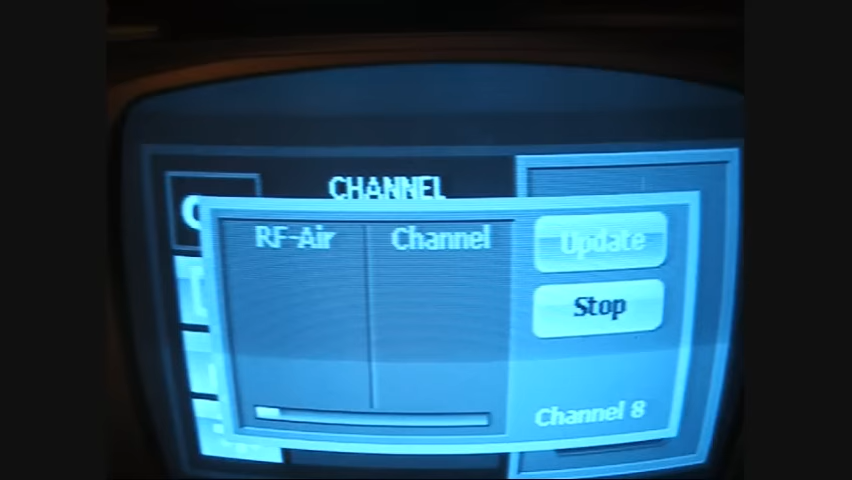 CHANNEL
RF-Air
Channel
Update
Stop
Channel 8